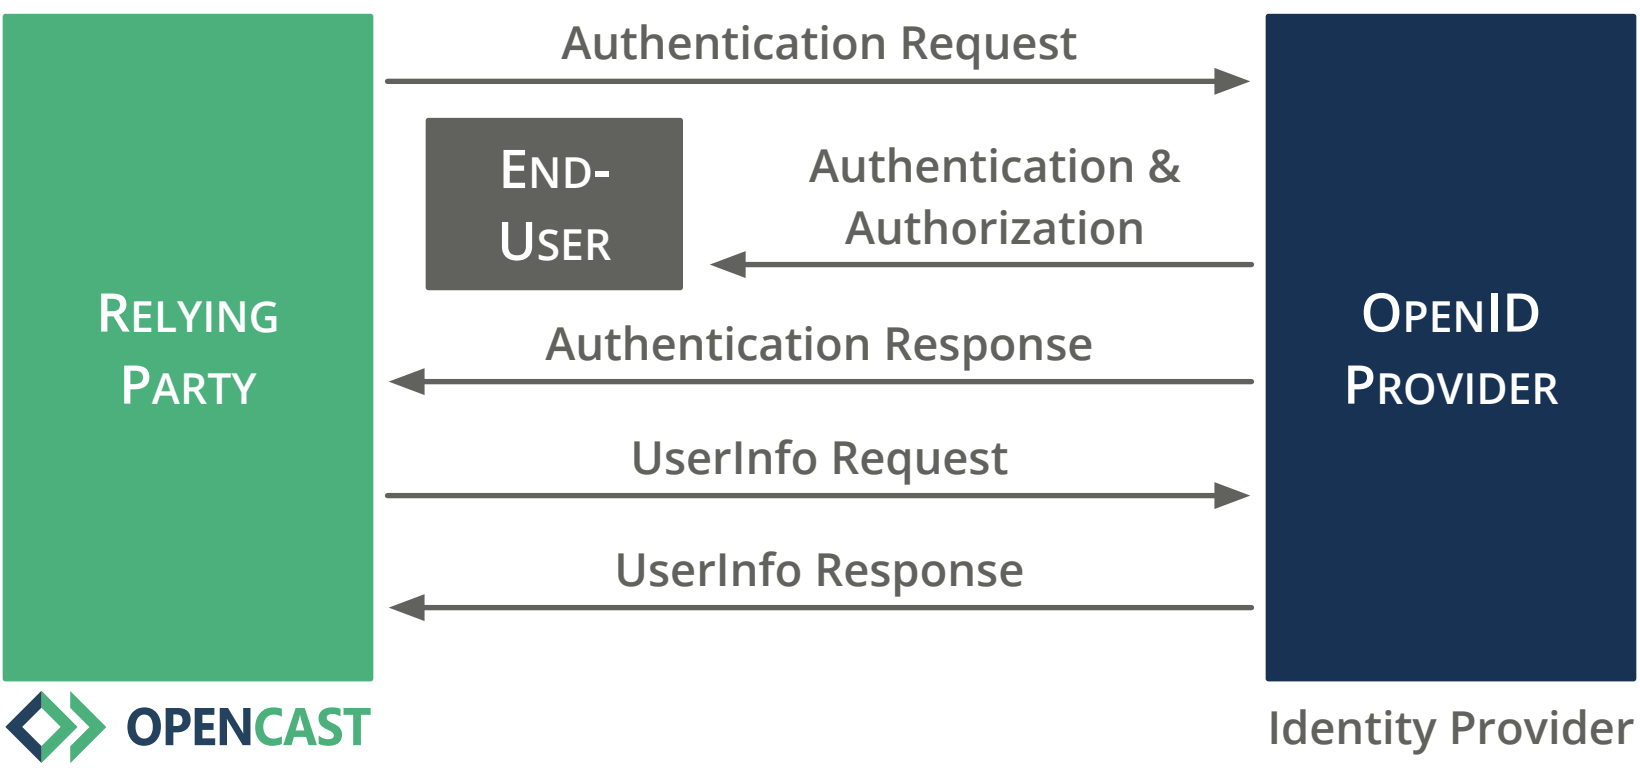 Authentication Request
END-
USER
Authentication &
Authorization
RELYING
PARTY
Authentication Response
OPENID
PROVIDER
UserInfo Request
UserInfo Response
OPENCAST
Identity Provider